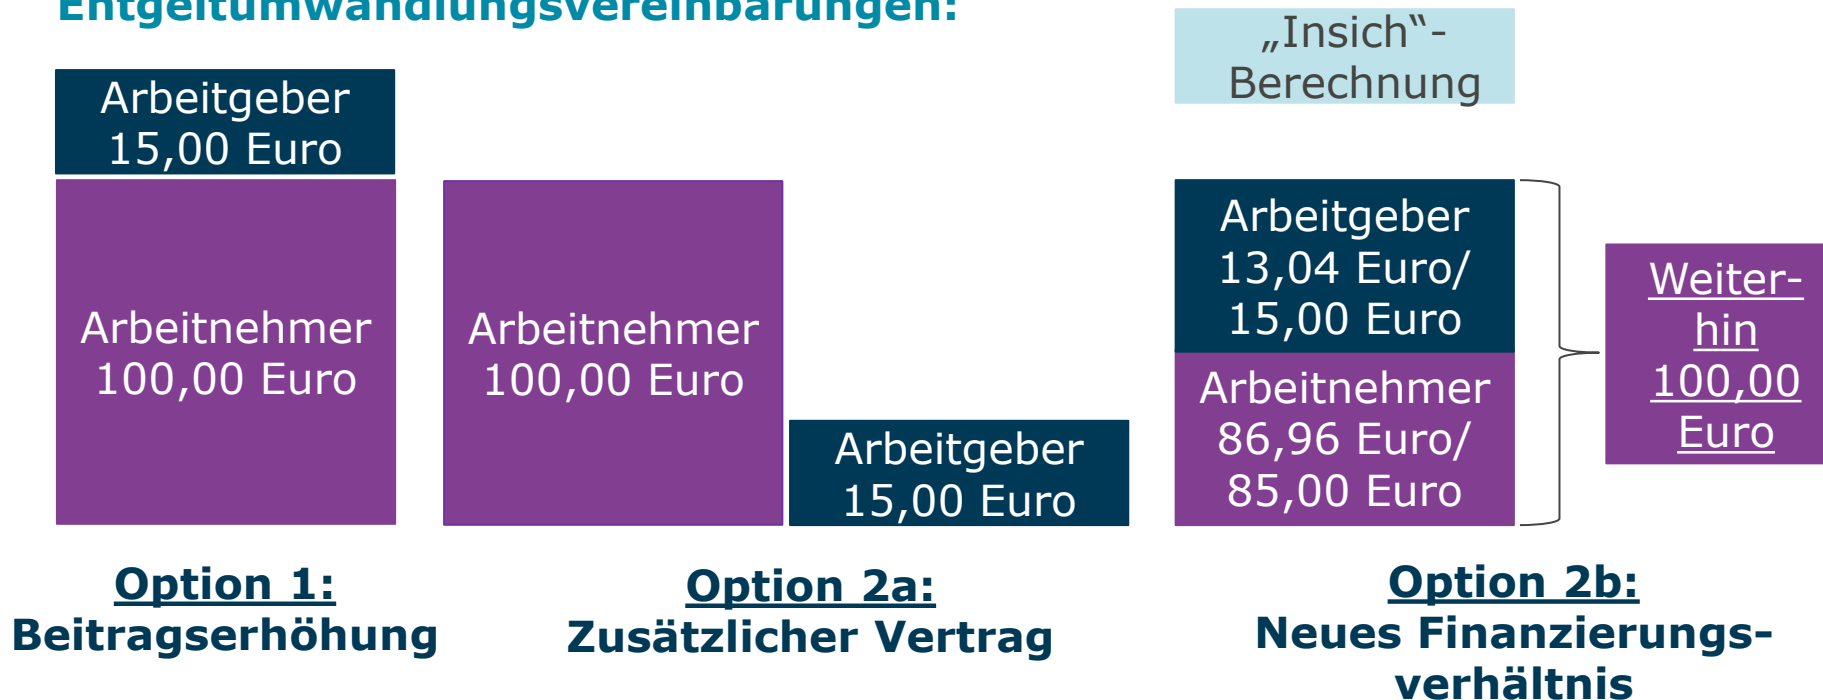 Entgeltumwandlungsvereinbarungen:
„Insich“-
Berechnung
Arbeitgeber
15,00 Euro
Arbeitnehmer
100,00 Euro
Arbeitnehmer
100,00 Euro
Arbeitgeber
15,00 Euro
Arbeitgeber
13,04 Euro/
15,00 Euro
Arbeitnehmer
86,96 Euro/
85,00 Euro
Weiter-
hin
100,00
Euro
Option 1:
Beitragserhöhung
Option 2a:
Zusätzlicher Vertrag
Option 2b:
Neues Finanzierungs-
verhältnis